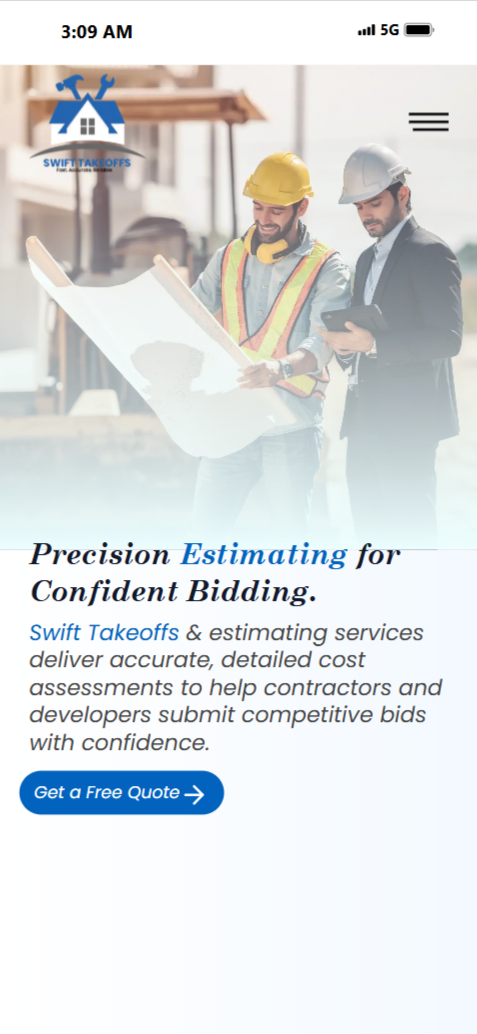 3:09 AM
5G
SWIFT TAKEOFFS
Fast, Accurate, Reliable
Precision Estimating for
Confident Bidding.
Swift Takeoffs & estimating services
deliver accurate, detailed cost
assessments to help contractors and
developers submit competitive bids
with confidence.
Get a Free Quote